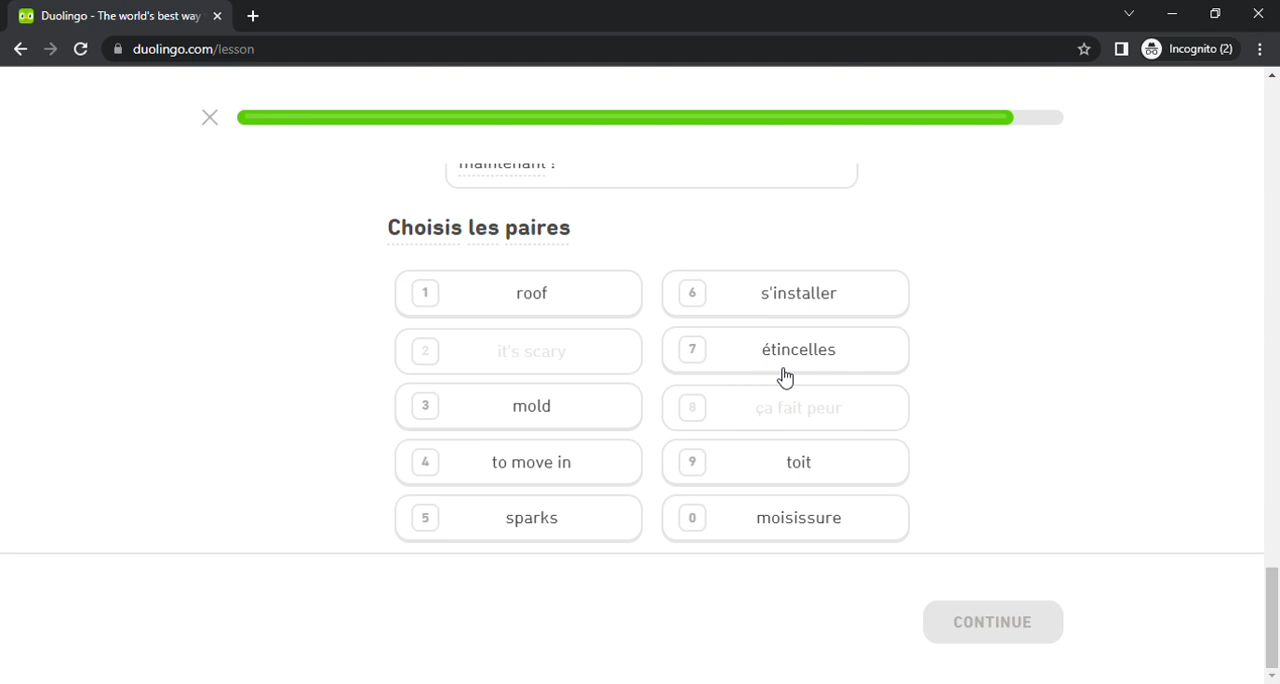 Duolingo - The world's best way
duolingo.com/lesson
Incognito (2)
maintenant !
Choisis les paires
1 roof
6 s'installer
2 it's scary
7 étincelles
3 mold
8 ça fait peur
4 to move in
9 toit
5 sparks
0 moisissure
CONTINUE